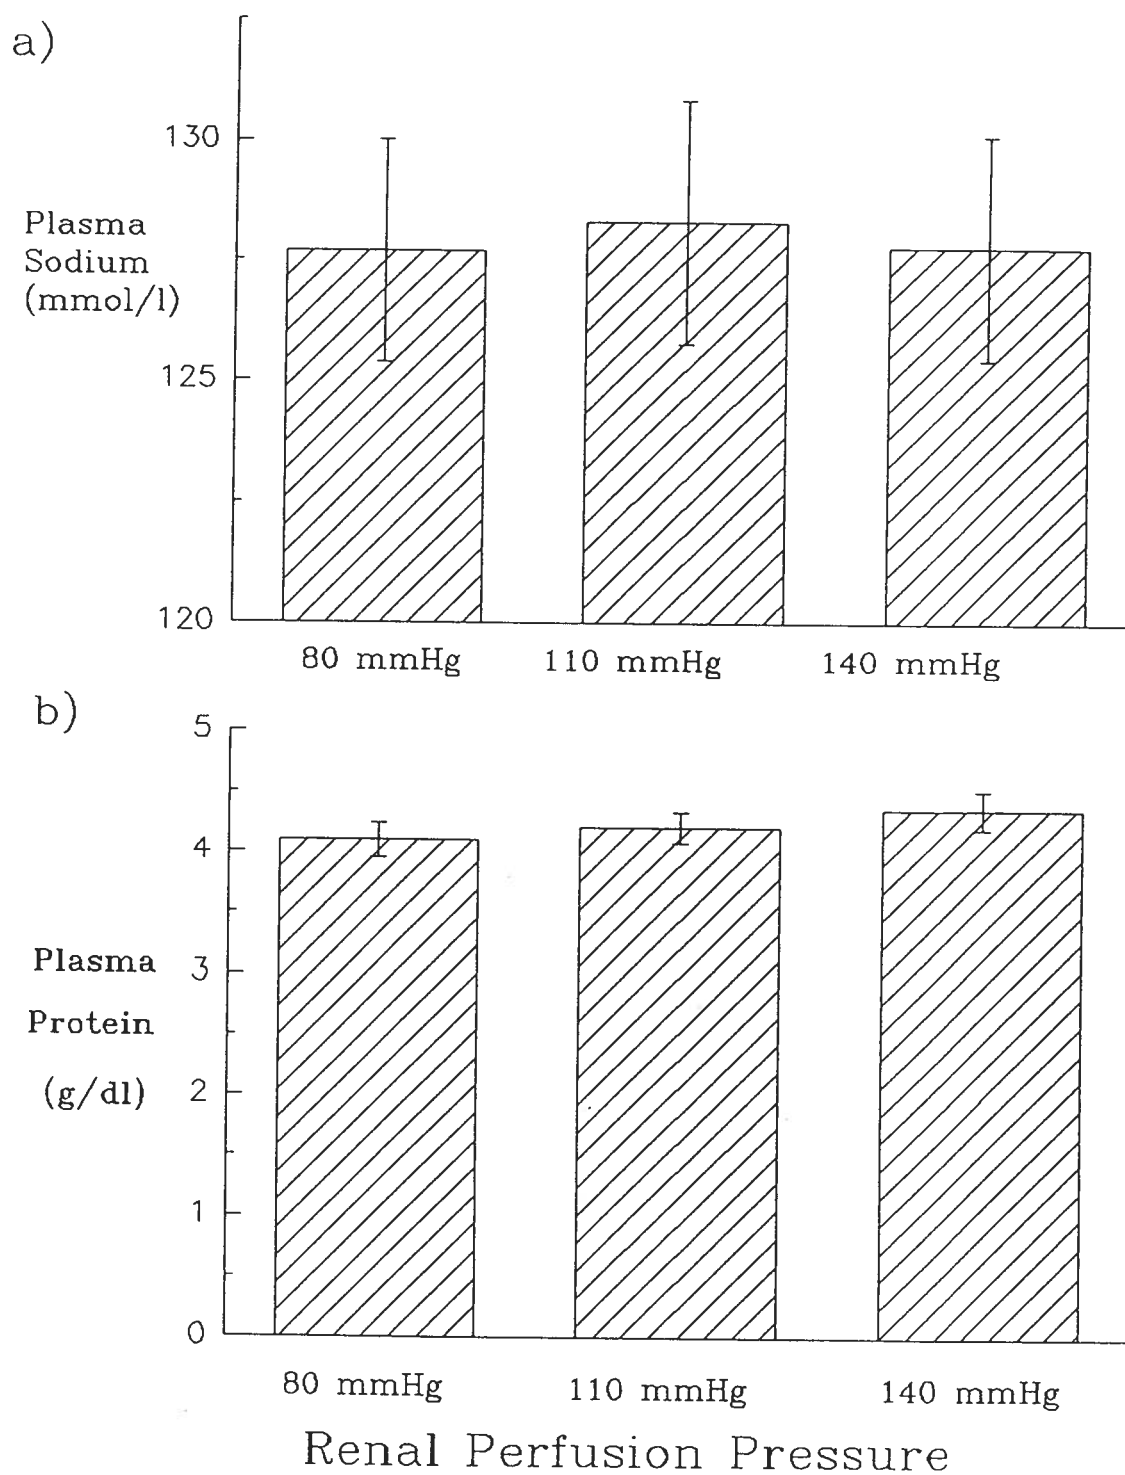 a)
130
Plasma
Sodium
(mmol/l)
125
120
80 mmHg 110 mmHg 140 mmHg
b)
5
4
Plasma 3
Protein
(g/dl) 2
1
0
80 mmHg 110 mmHg 140 mmHg
Renal Perfusion Pressure